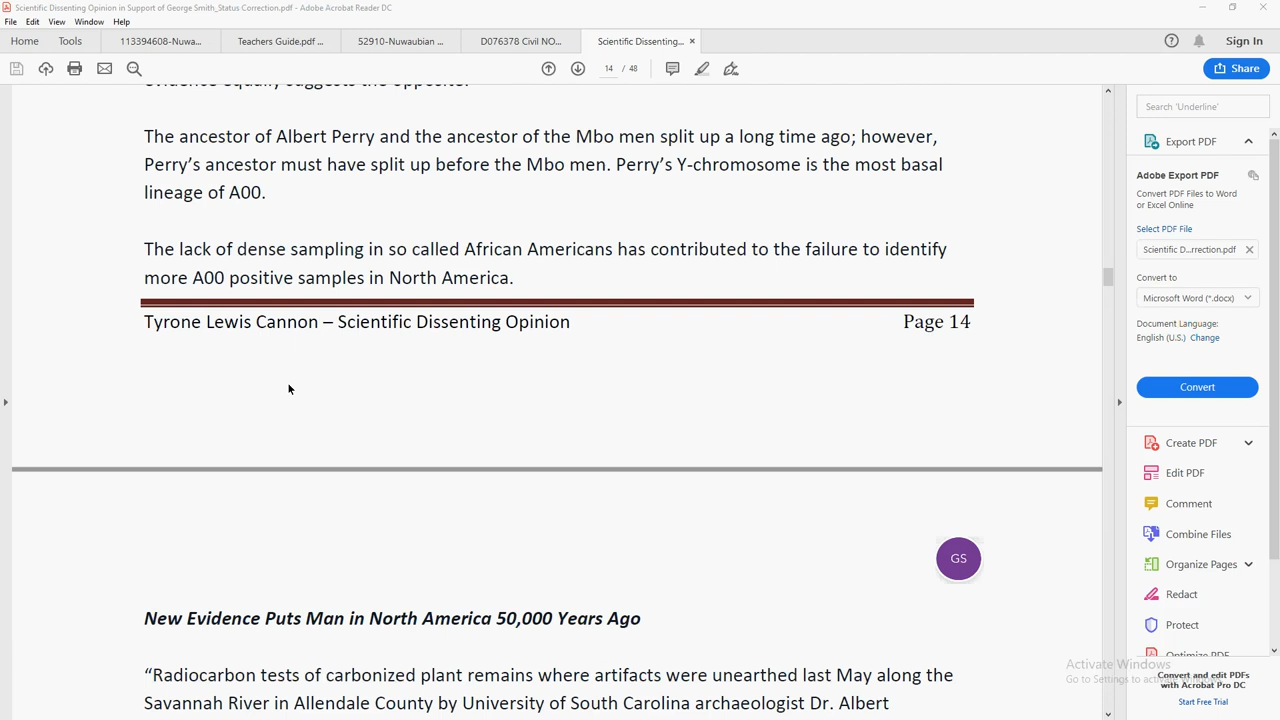 Scientific Dissenting Opinion in Support of George Smith_Status Correction.pdf - Adobe Acrobat Reader DC
File Edit View Window Help
Home Tools 113394608-Nuwa... Teachers Guide.pdf ... 52910-Nuwaubian ... D076378 Civil NO... Scientific Dissenting... × Sign In
14 / 48 Share
The ancestor of Albert Perry and the ancestor of the Mbo men split up a long time ago; however,
Perry's ancestor must have split up before the Mbo men. Perry's Y-chromosome is the most basal
lineage of A00.
The lack of dense sampling in so called African Americans has contributed to the failure to identify
more A00 positive samples in North America.
Tyrone Lewis Cannon – Scientific Dissenting Opinion Page 14
GS
New Evidence Puts Man in North America 50,000 Years Ago
“Radiocarbon tests of carbonized plant remains where artifacts were unearthed last May along the
Savannah River in Allendale County by University of South Carolina archaeologist Dr. Albert
Search 'Underline'
Export PDF
Adobe Export PDF
Convert PDF Files to Word
or Excel Online
Select PDF File
Scientific D...rrection.pdf
Convert to
Microsoft Word (*.docx)
Document Language:
English (U.S.) Change
Convert
Create PDF
Edit PDF
Comment
Combine Files
Organize Pages
Redact
Protect
Optimize PDF
Activate Windows
Go to Settings to activate
Convert and edit PDFs
with Acrobat Pro DC
Start Free Trial